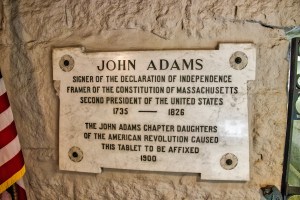 JOHN ADAMS
SIGNER OF THE DECLARATION OF INDEPENDENCE
FRAMER OF THE CONSTITUTION OF MASSACHUSETTS
SECOND PRESIDENT OF THE UNITED STATES
1735 — 1826
THE JOHN ADAMS CHAPTER DAUGHTERS
OF THE AMERICAN REVOLUTION CAUSED
THIS TABLET TO BE AFFIXED
1900